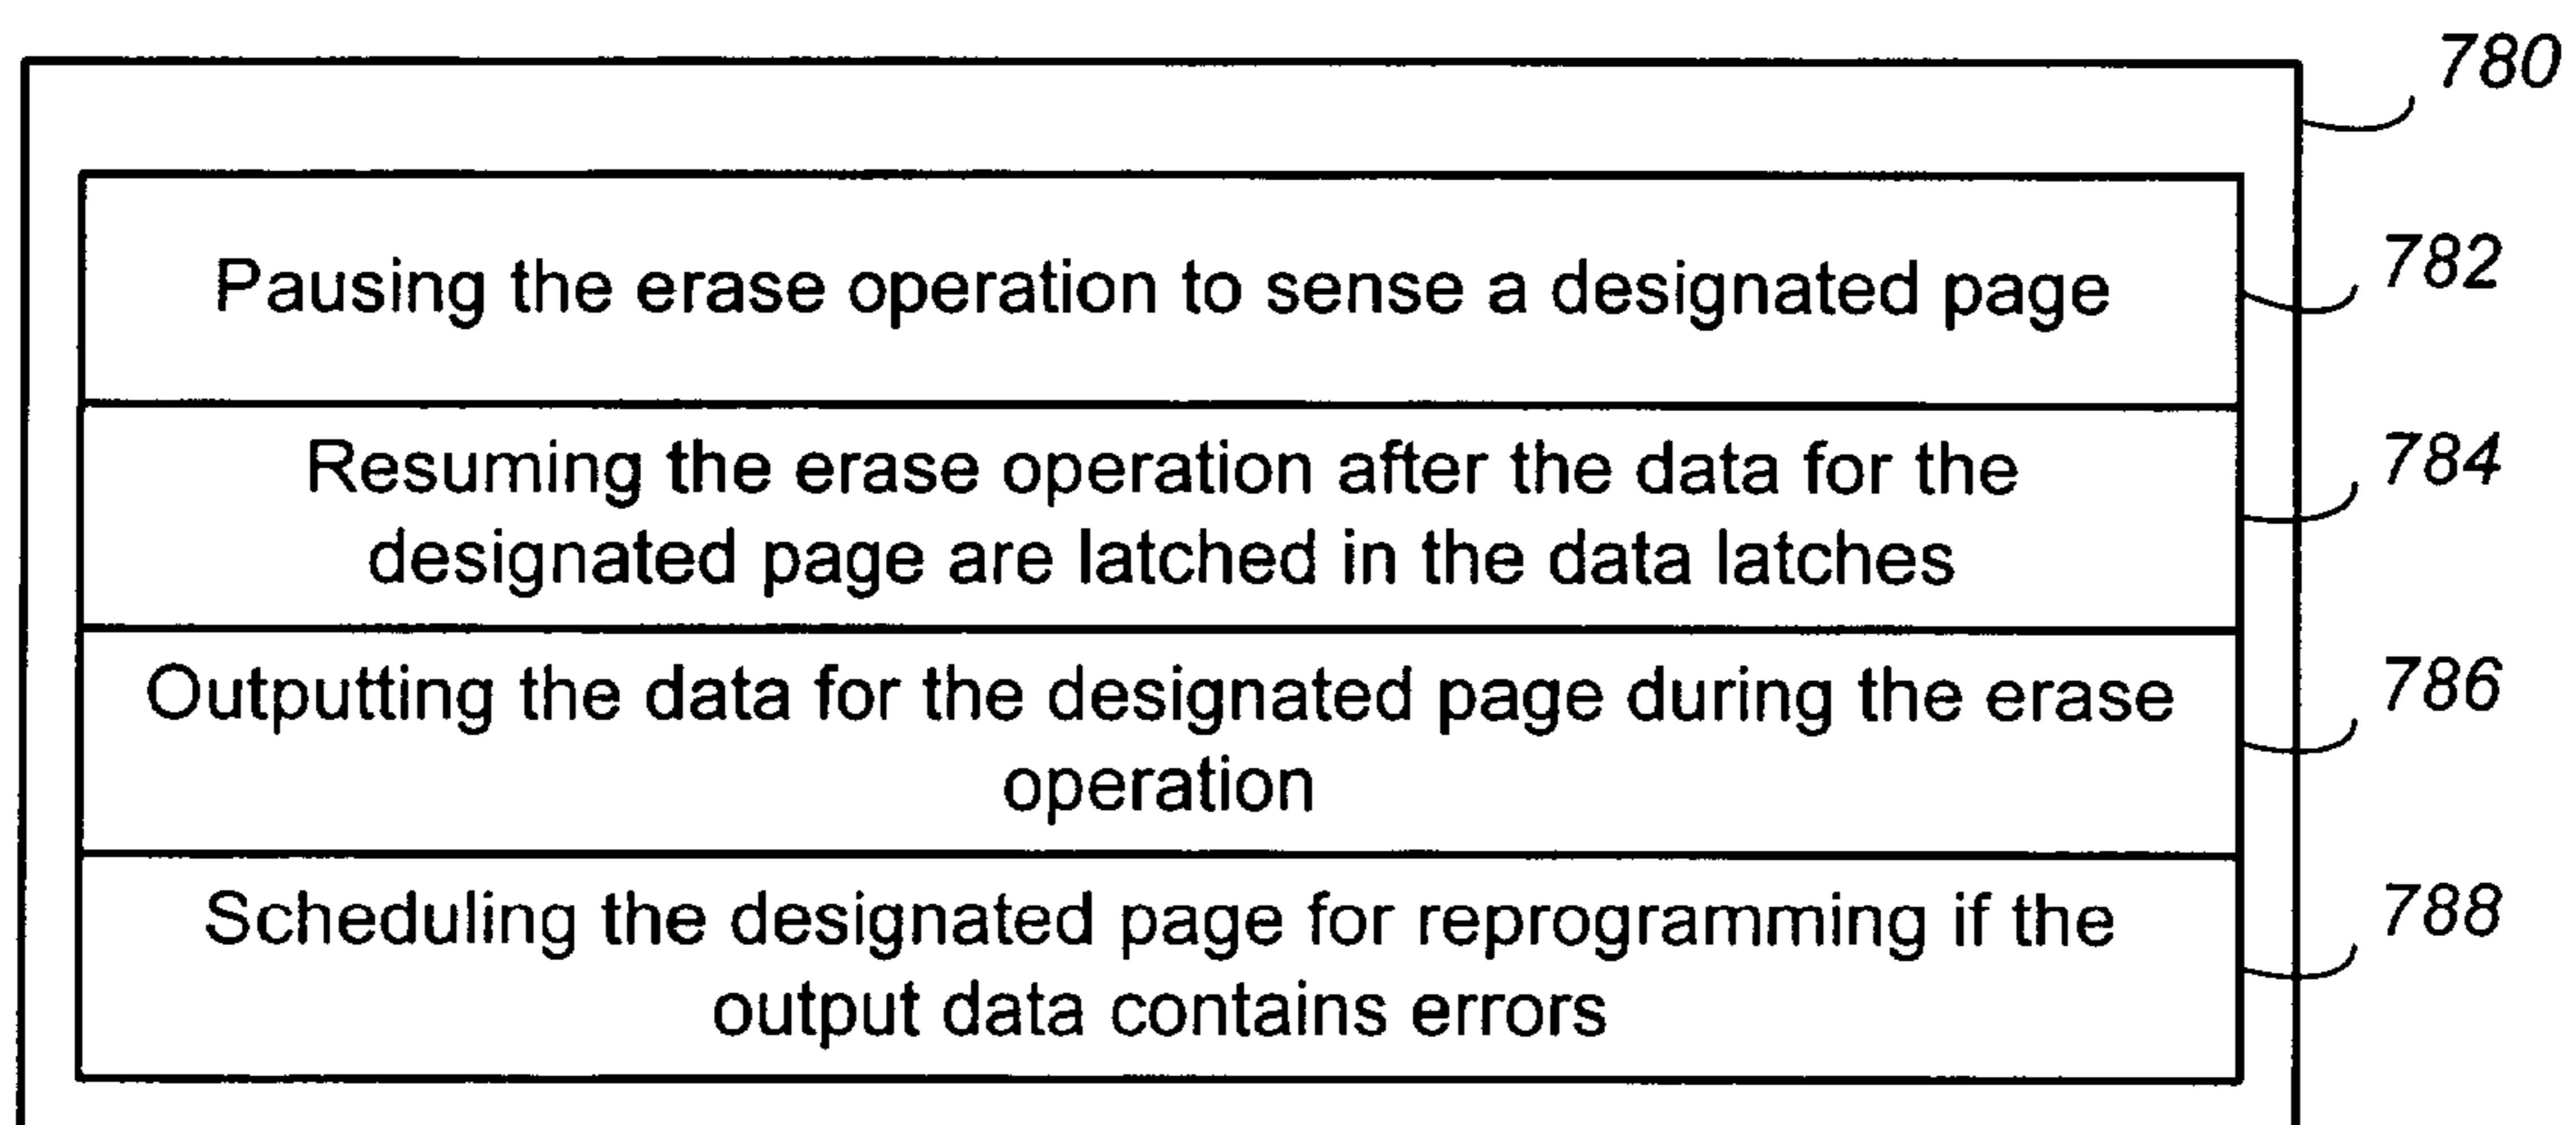 780
Pausing the erase operation to sense a designated page
782
Resuming the erase operation after the data for the
designated page are latched in the data latches
784
Outputting the data for the designated page during the erase
operation
786
Scheduling the designated page for reprogramming if the
output data contains errors
788